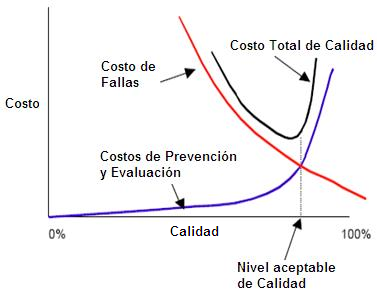 Costo Total de Calidad
Costo de
Fallas
Costo
Costos de Prevención
y Evaluación
0%
Calidad
100%
Nivel aceptable
de Calidad